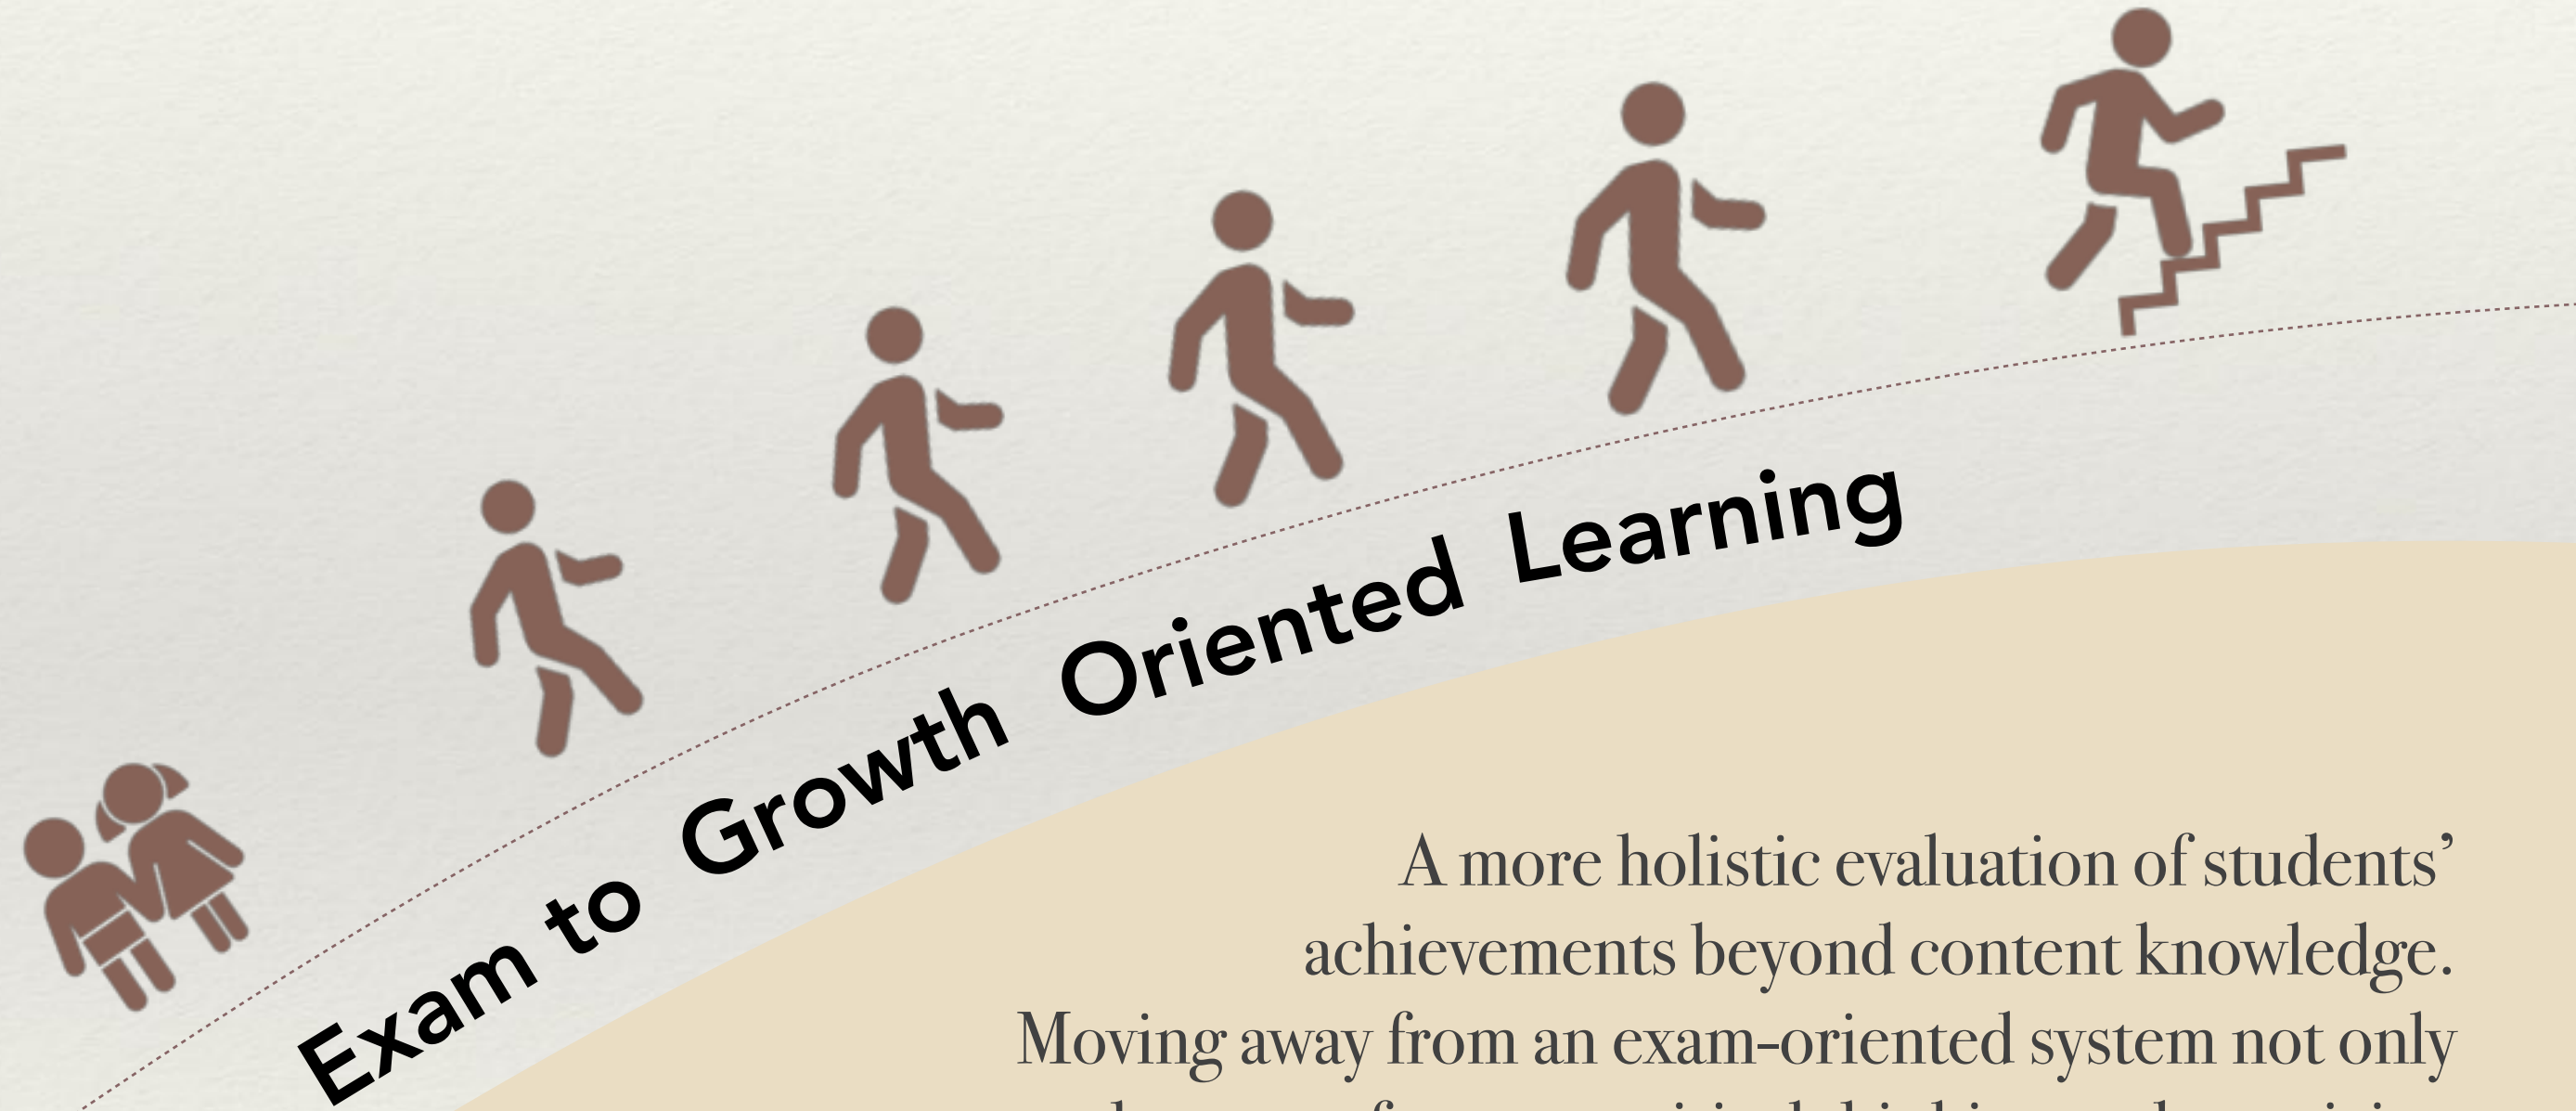 Exam to Growth Oriented Learning
A more holistic evaluation of students’
achievements beyond content knowledge.
Moving away from an exam-oriented system not only